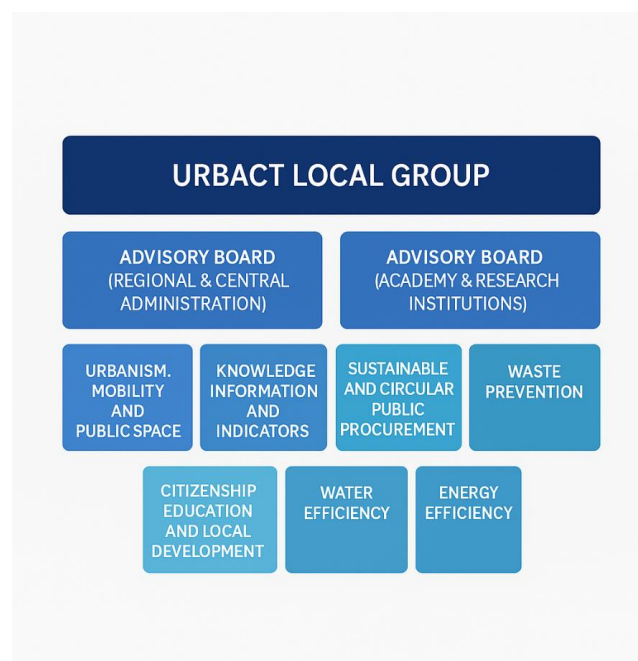 URBACT LOCAL GROUP
ADVISORY BOARD
(REGIONAL & CENTRAL
ADMINISTRATION)
ADVISORY BOARD
(ACADEMY & RESEARCH
INSTITUTIONS)
URBANISM.
MOBILITY
AND
PUBLIC SPACE
KNOWLEDGE
INFORMATION
AND
INDICATORS
SUSTAINABLE
AND CIRCULAR
PUBLIC
PROCUREMENT
WASTE
PREVENTION
CITIZENSHIP
EDUCATION
AND LOCAL
DEVELOPMENT
WATER
EFFICIENCY
ENERGY
EFFICIENCY